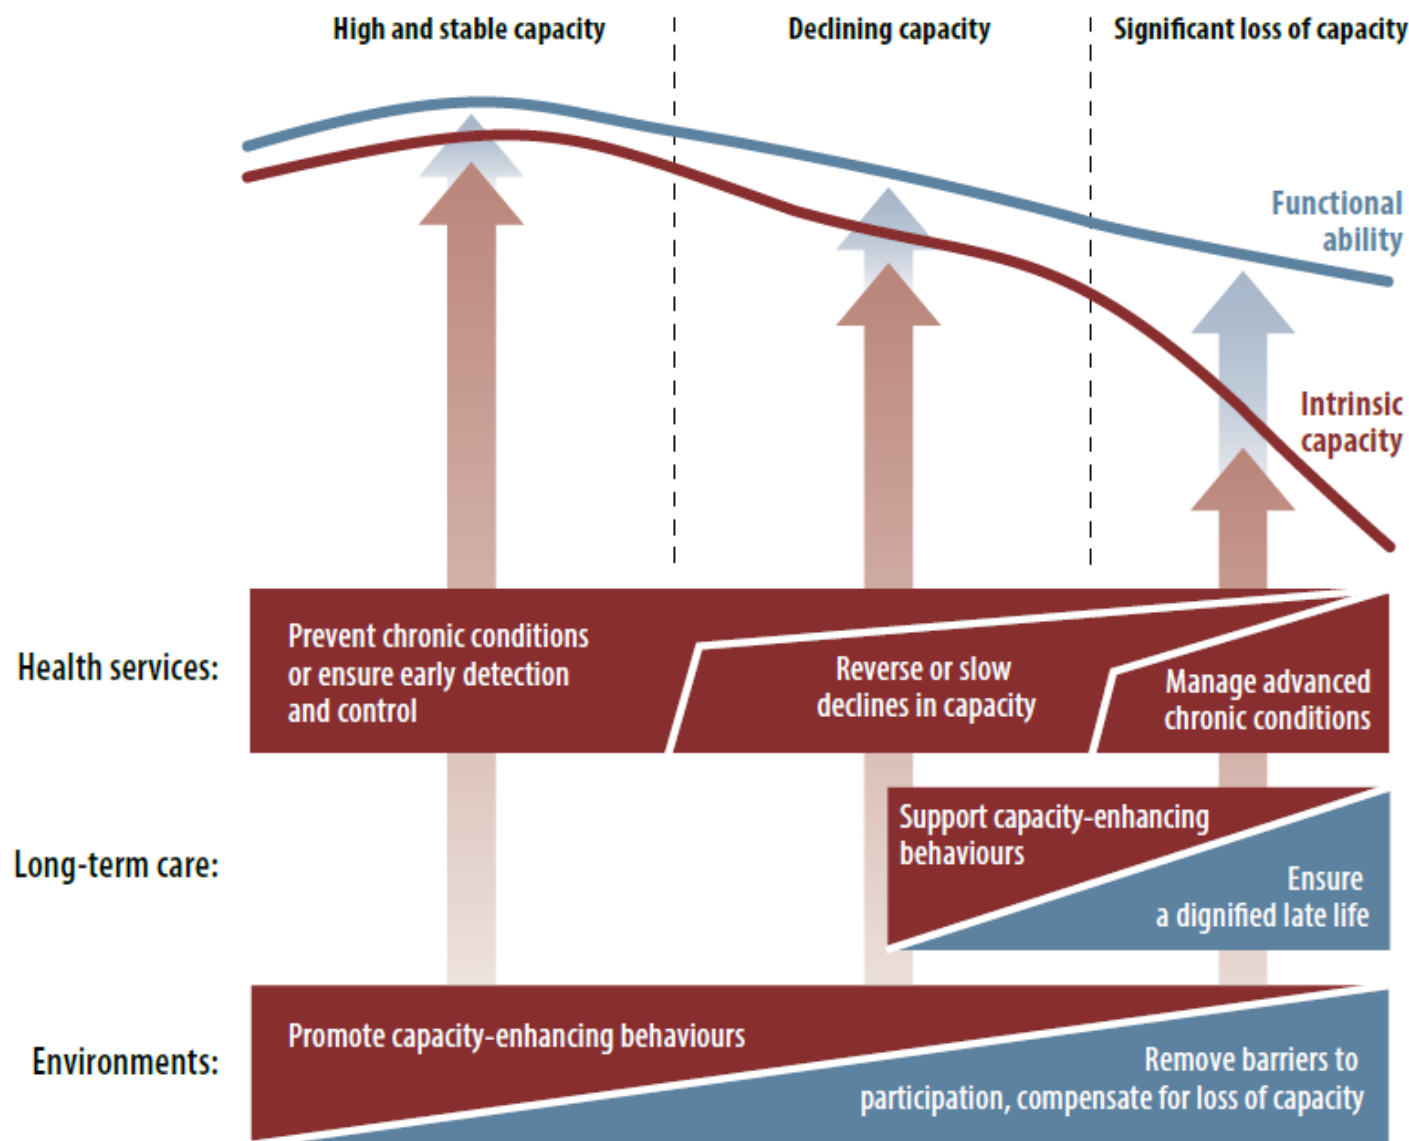 High and stable capacity
Declining capacity
Significant loss of capacity
Functional
ability
Intrinsic
capacity
Health services:
Prevent chronic conditions
or ensure early detection
and control
Reverse or slow
declines in capacity
Manage advanced
chronic conditions
Long-term care:
Support capacity-enhancing
behaviours
Ensure
a dignified late life
Environments:
Promote capacity-enhancing behaviours
Remove barriers to
participation, compensate for loss of capacity